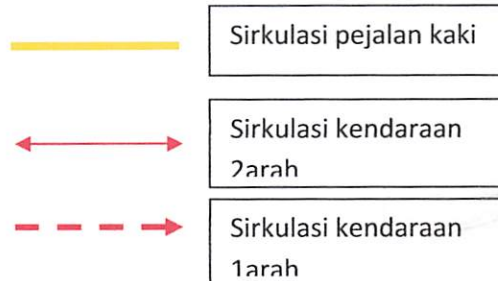 Sirkulasi pejalan kaki
Sirkulasi kendaraan
2arah
Sirkulasi kendaraan
1arah